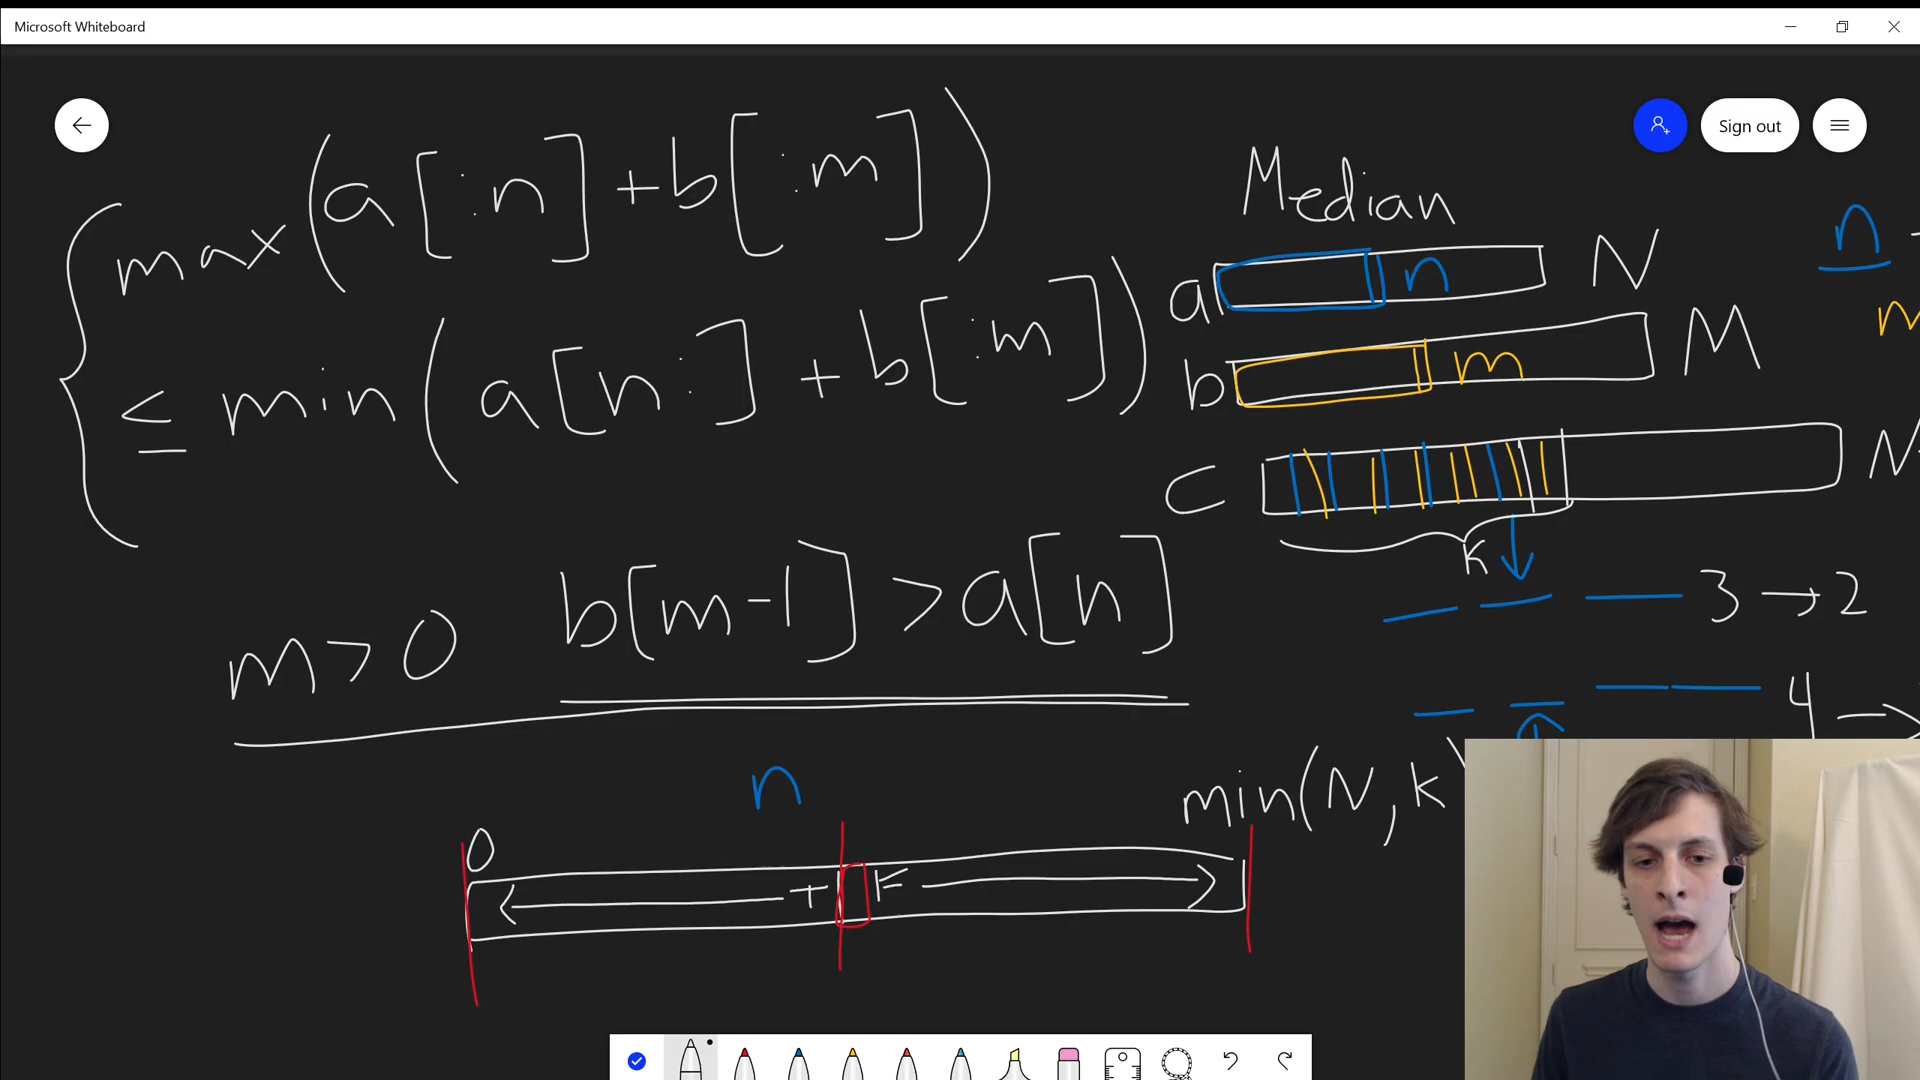 Microsoft Whiteboard
Sign out
max(a[:n]+b[:m])
≤ min(a[n:]+b[:m])
m>0 b[m-1]>a[n]
Median
a n N
b m M
c N
k
n
m
3→2
4→
n
0 min(N,k)
T F